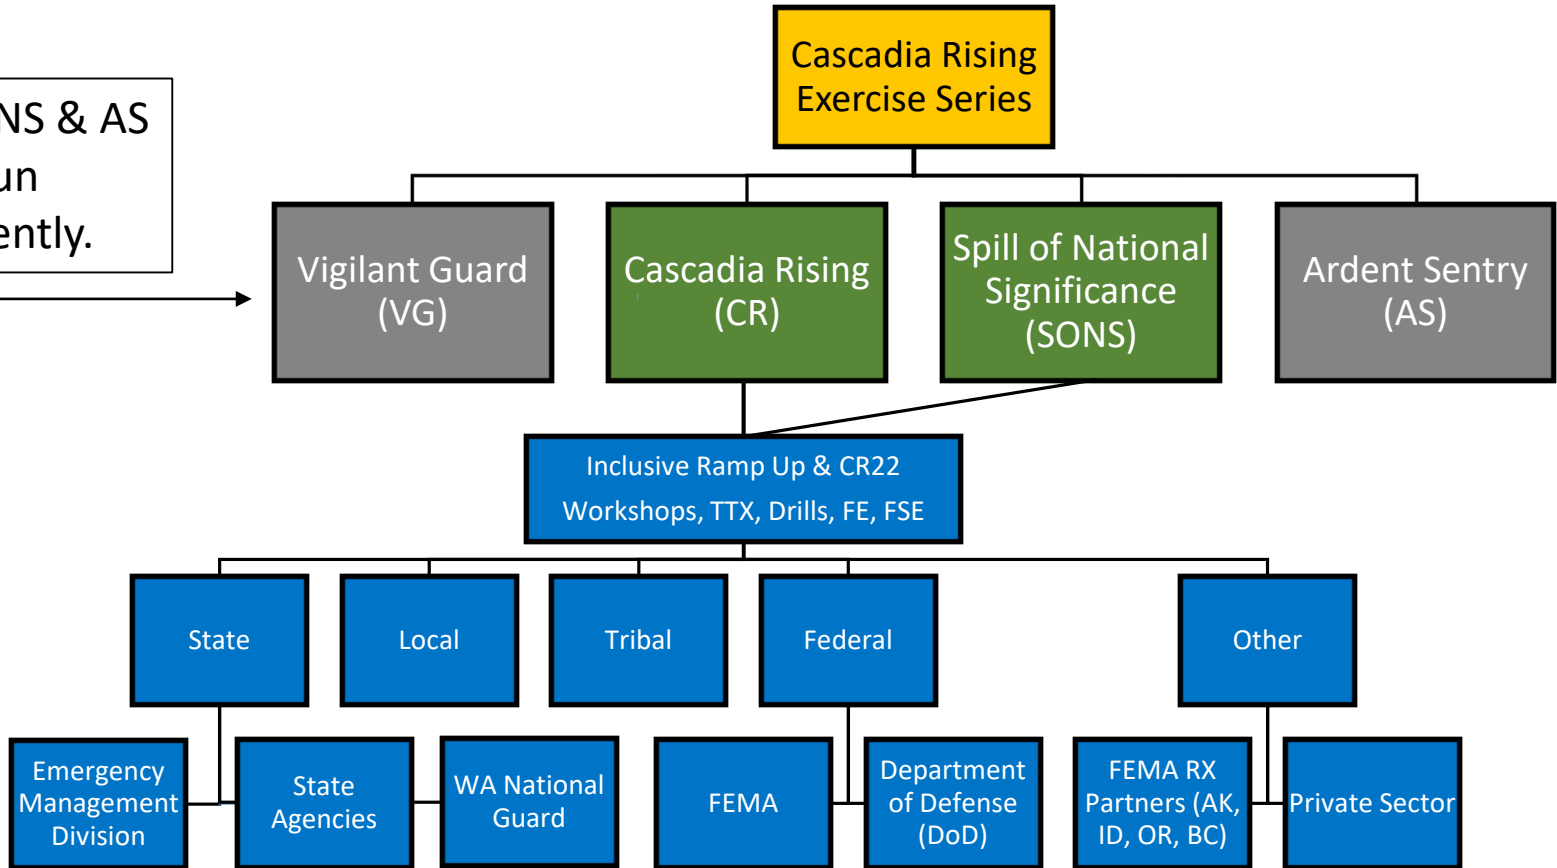 Cascadia Rising
Exercise Series
NS & AS
un
ently.
Vigilant Guard
(VG)
Cascadia Rising
(CR)
Spill of National
Significance
(SONS)
Ardent Sentry
(AS)
Inclusive Ramp Up & CR22
Workshops, TTX, Drills, FE, FSE
State
Local
Tribal
Federal
Other
Emergency
Management
Division
State
Agencies
WA National
Guard
FEMA
Department
of Defense
(DoD)
FEMA RX
Partners (AK,
ID, OR, BC)
Private Sector